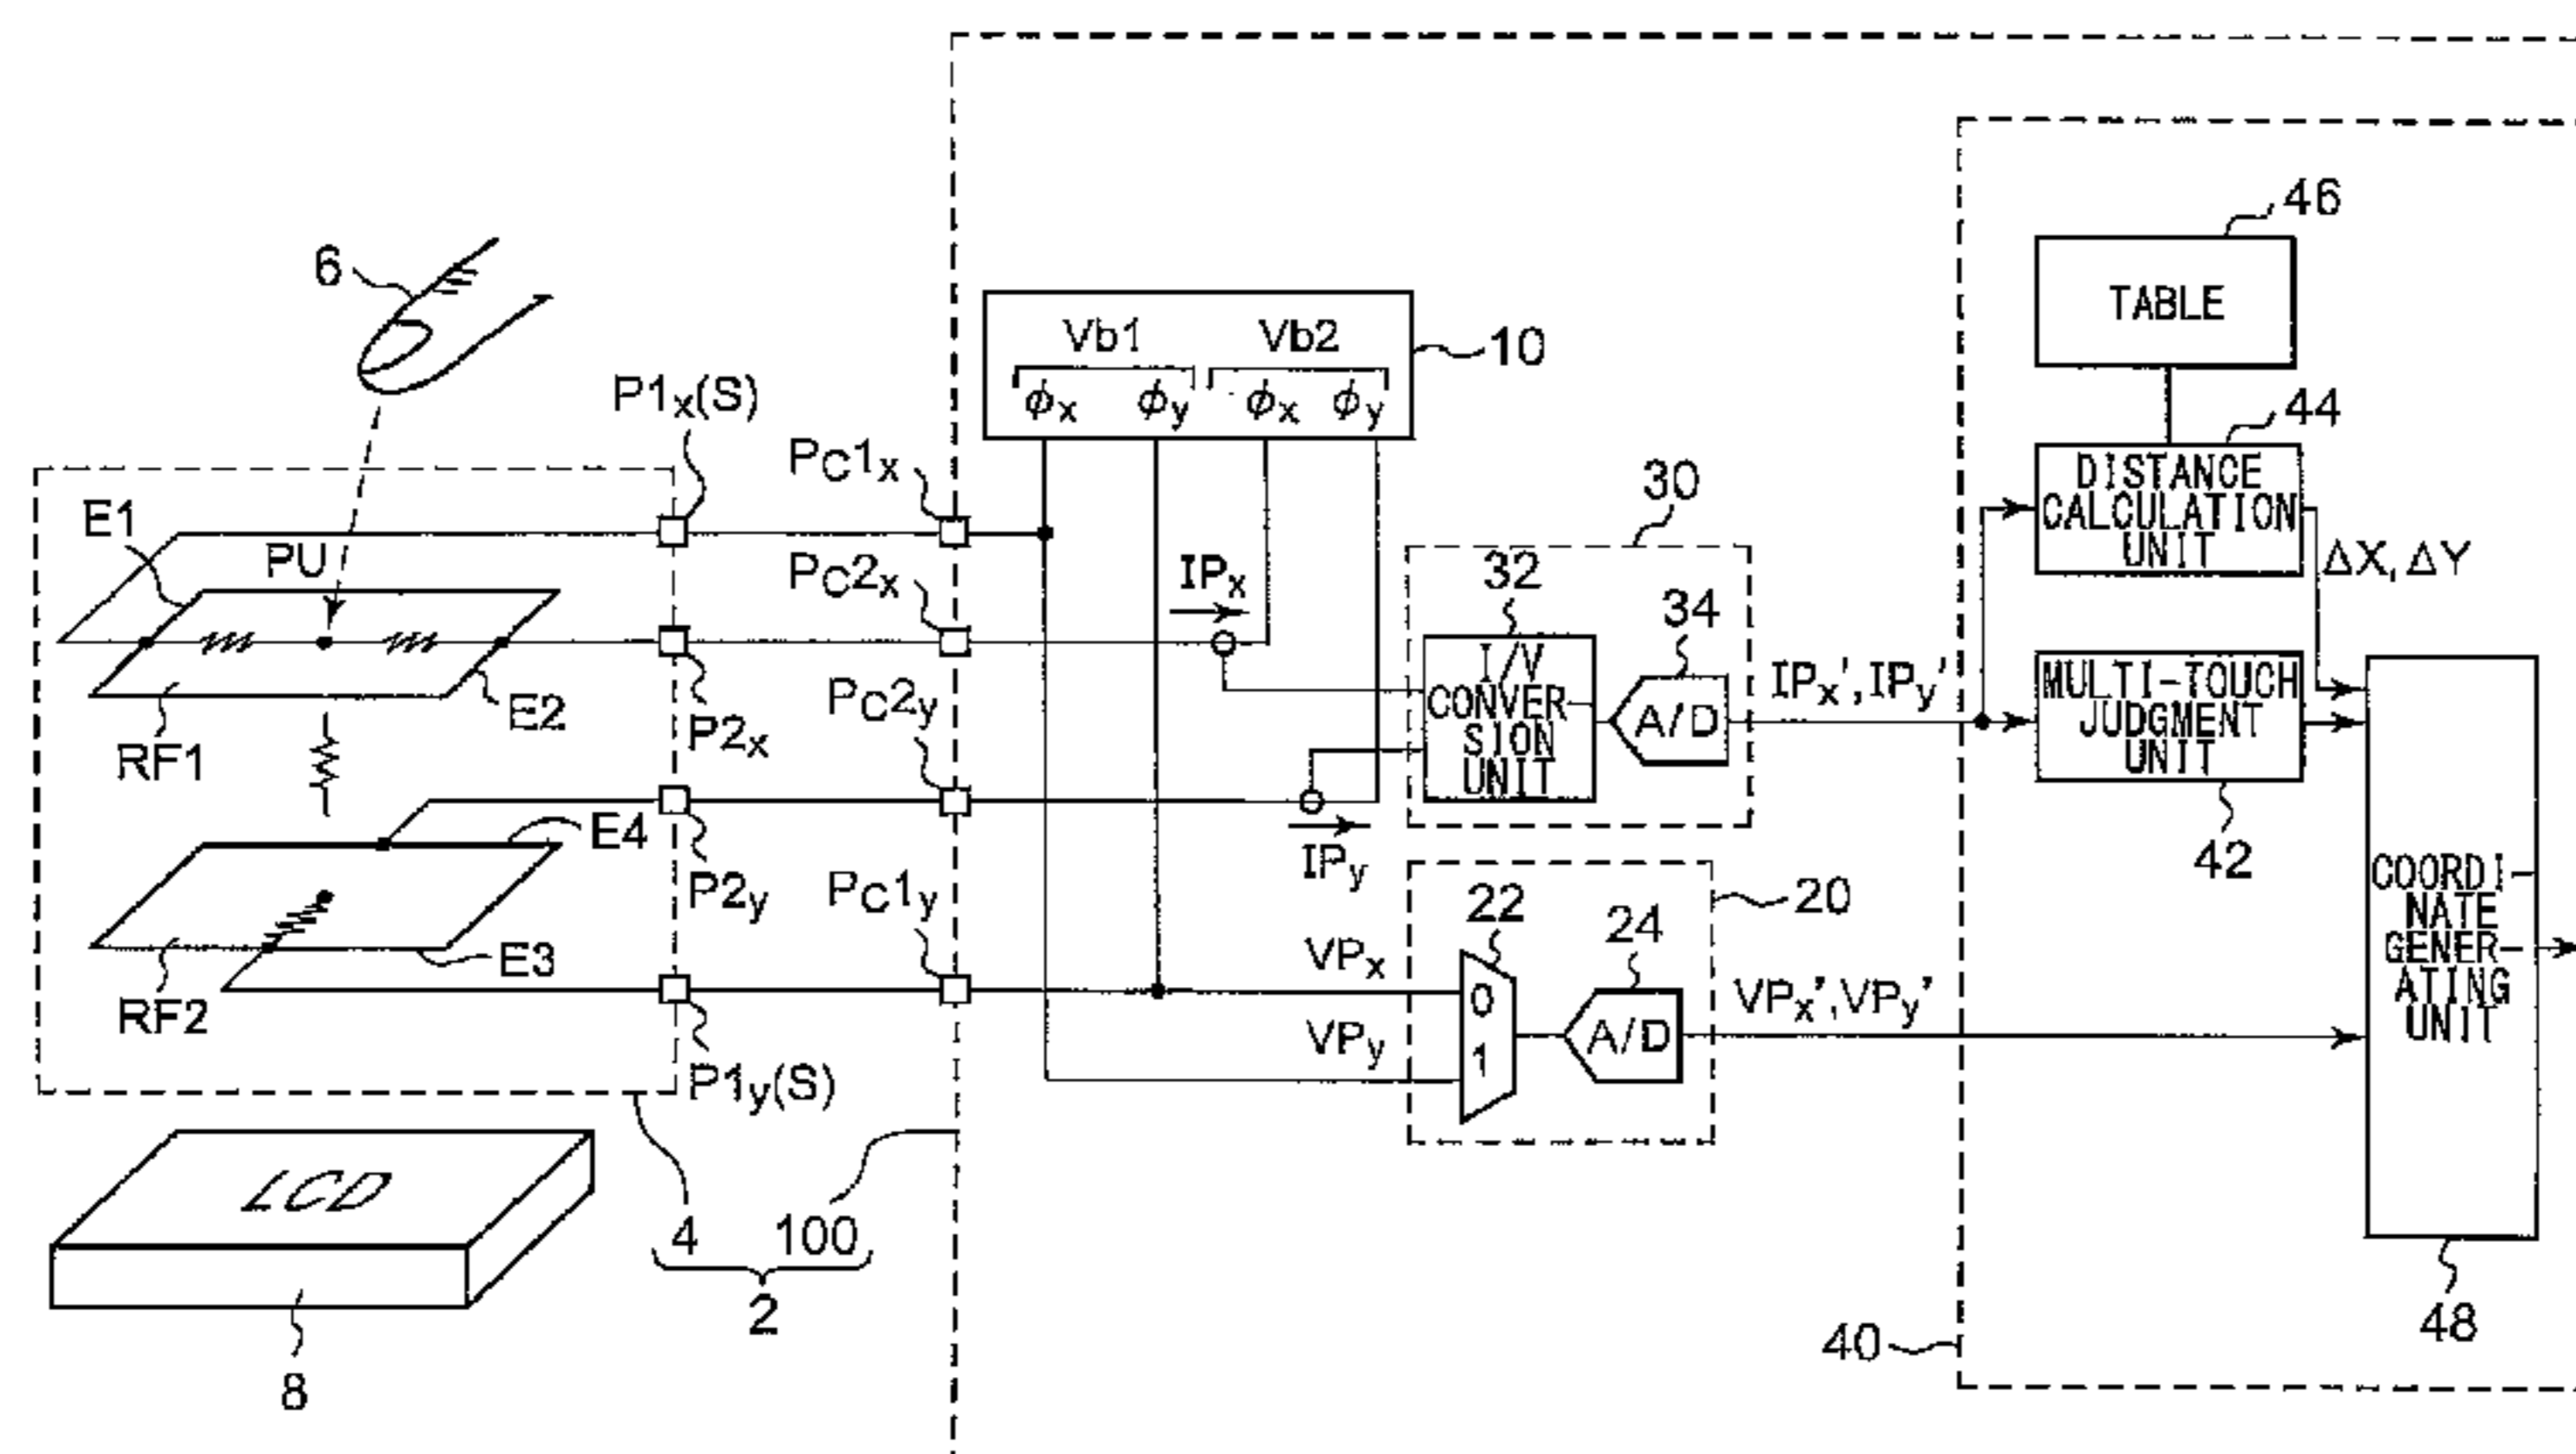 46
TABLE
6
Vb1 Vb2
10
ϕx ϕy ϕx ϕy
P1x(S)
44
PC1x
DISTANCE
CALCULATION
UNIT
30
E1
PU
PC2x
IPx
32
34
ΔX, ΔY
I/V
CONVER-
SION
UNIT
A/D
IPx',IPy'
MULTI-TOUCH
JUDGMENT
UNIT
PC2y
E2
RF1
P2x
42
E4
IPy
P2y
PC1y
22
24
20
COORDI-
NATE
GENER-
ATING
UNIT
E3
VPx
0
RF2
VPy
1
A/D
VPx',VPy'
P1y(S)
LCD
4 100
2
8
40
48